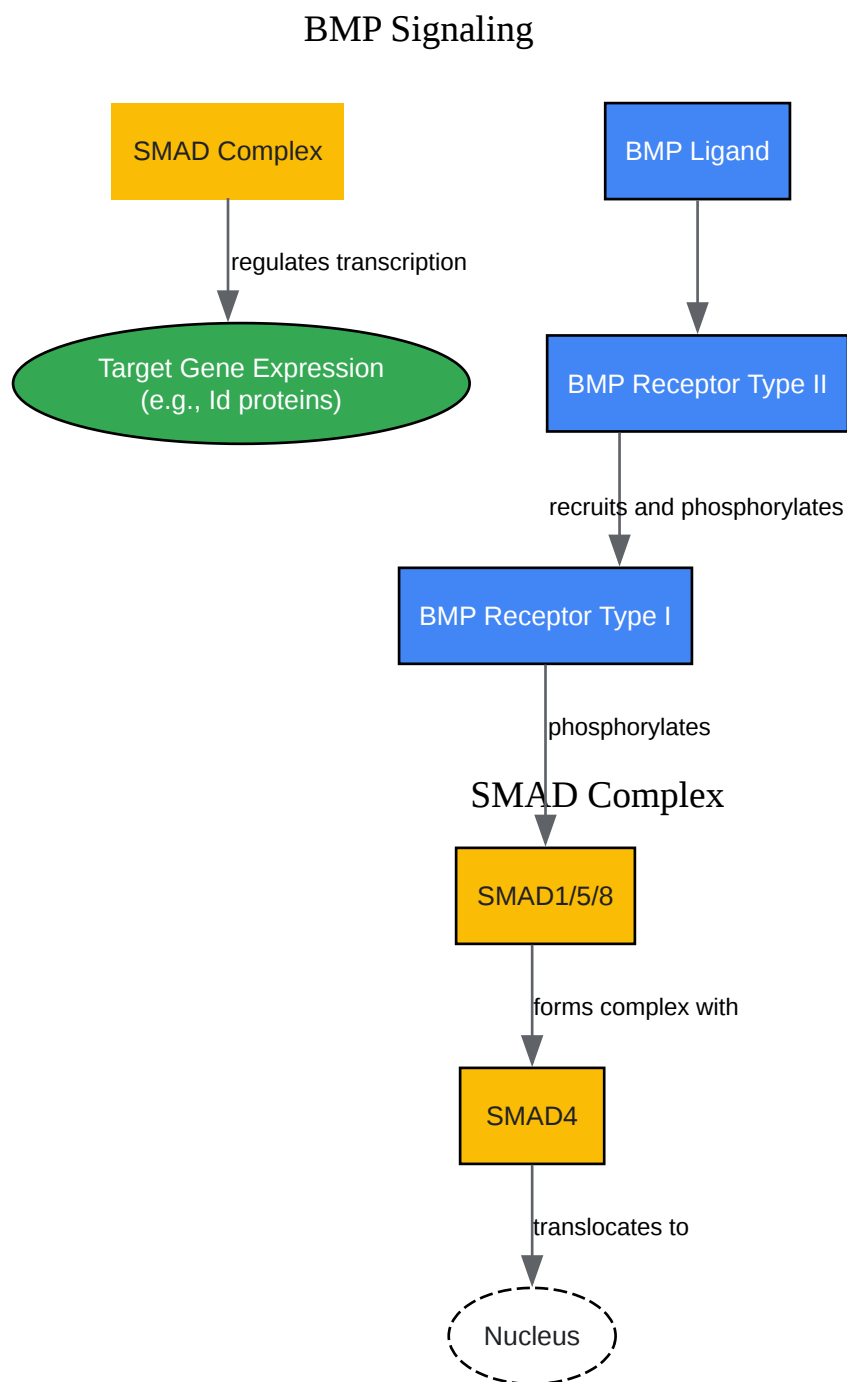 BMP Signaling
SMAD Complex
BMP Ligand
regulates transcription
Target Gene Expression
(e.g., Id proteins)
BMP Receptor Type II
recruits and phosphorylates
BMP Receptor Type I
phosphorylates
SMAD Complex
SMAD1/5/8
forms complex with
SMAD4
translocates to
Nucleus